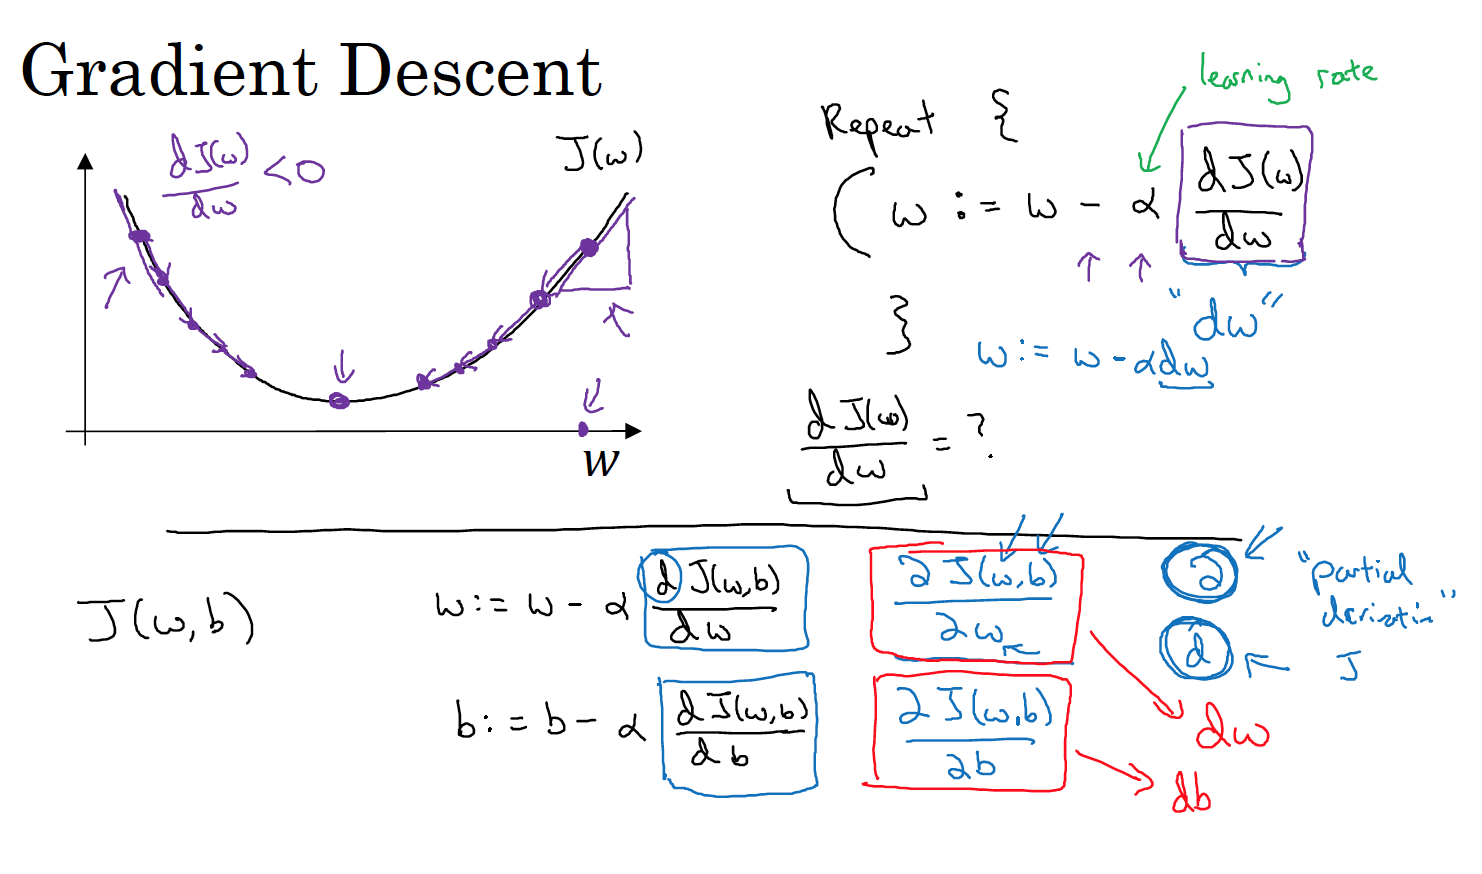 Gradient Descent
learning rate
Repeat {
dJ(w)/dw < 0
J(w)
w := w - α dJ(w)/dw
"dw"
}
w := w - αdw
dJ(w)/dw = ?
w
J(w,b)
w := w - α dJ(w,b)/dw
∂J(w,b)/∂w
∂
"partial
d
J
b := b - α dJ(w,b)/db
∂J(w,b)/∂b
dw
db